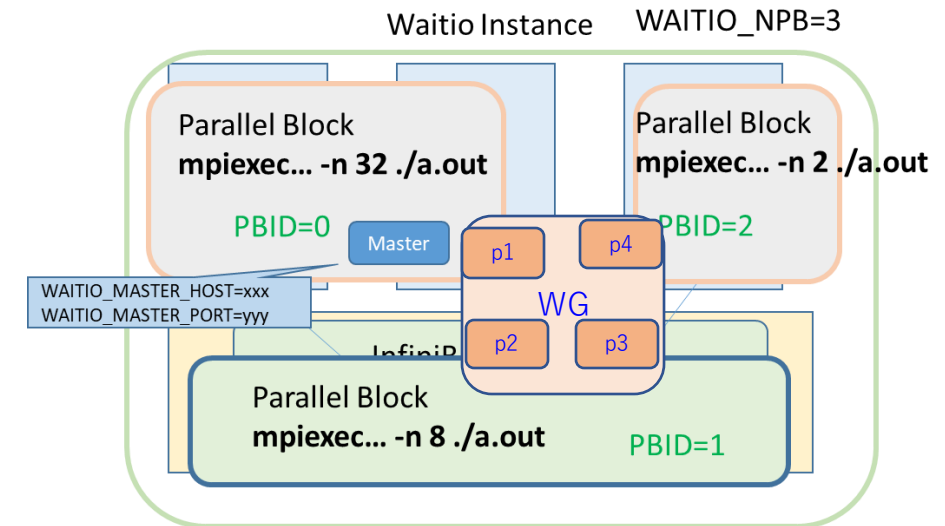 Waitio Instance
WAITIO_NPB=3
Parallel Block
mpiexec... -n 32 ./a.out
PBID=0
Master
Parallel Block
mpiexec... -n 2 ./a.out
PBID=2
WAITIO_MASTER_HOST=xxx
WAITIO_MASTER_PORT=yyy
p1
p4
WG
p2
p3
Parallel Block
mpiexec... -n 8 ./a.out
PBID=1